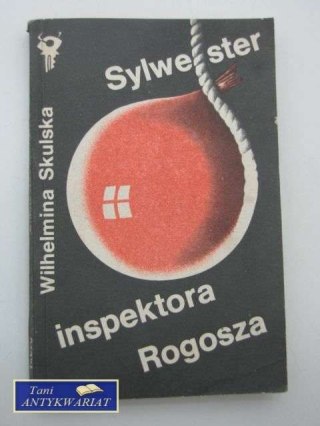 Sylwester
inspektora
Rogosza
Wilhelmina Skulska
Tani
ANTYKWARIAT